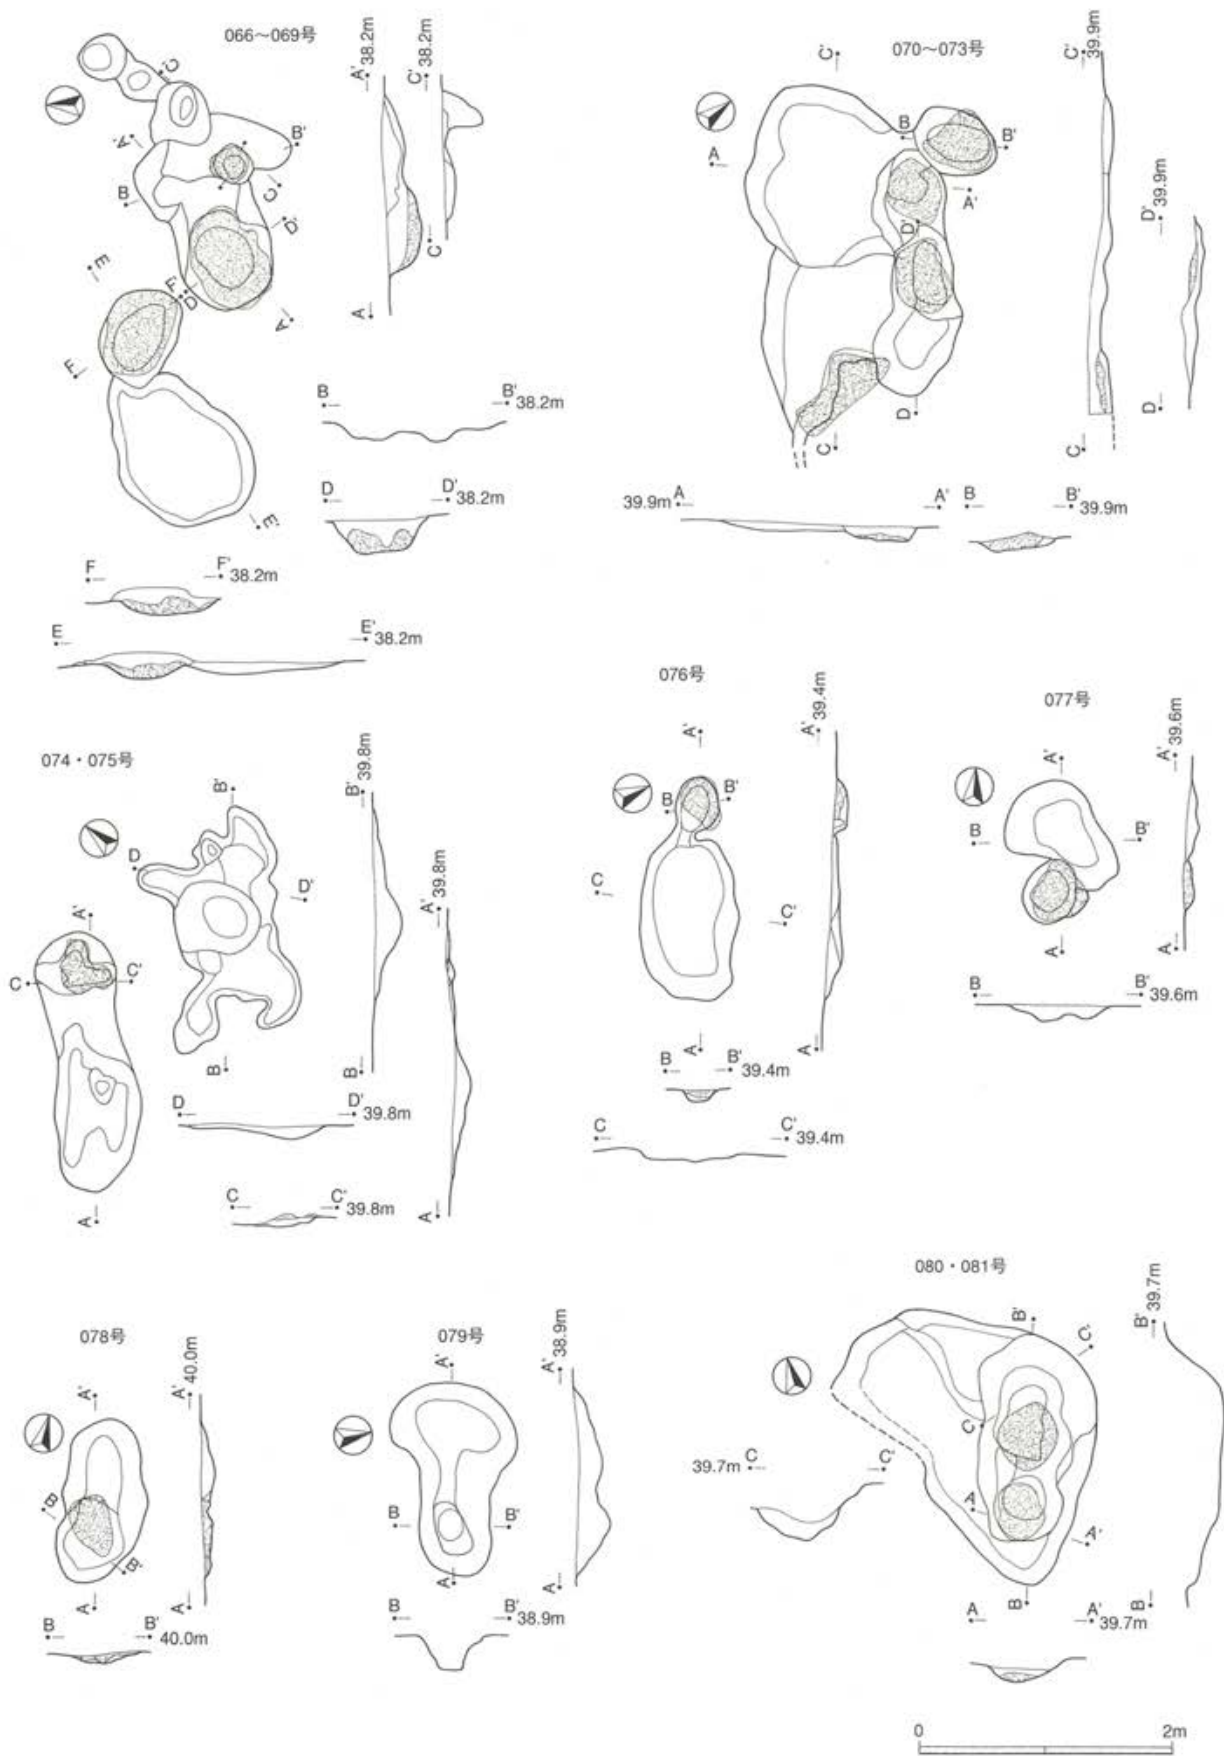 066～069号
A' 38.2m
C' 38.2m
C'
A'
B'
B
C
D'
E
F'
D
A
F
E'
C
A
B B' 38.2m
D D' 38.2m
F F' 38.2m
E E' 38.2m
070～073号
C'
C' 39.9m
B
B'
A
A'
D'
D' 39.9m
D
C
C
D
39.9m A A'
B B' 39.9m
074・075号
B'
B' 39.8m
D
D'
A'
A' 39.8m
C C'
B
B
D D' 39.8m
C C' 39.8m
A
A
076号
A'
A' 39.4m
B B'
C
C'
A
A
B B' 39.4m
C C' 39.4m
077号
A'
A' 39.6m
B B'
A
A
B B' 39.6m
078号
A'
A' 40.0m
B
B'
A
A
B B' 40.0m
079号
A'
A' 38.9m
B B'
A
A
B B' 38.9m
080・081号
B'
B' 39.7m
C'
C
39.7m C C'
A
A'
B
B
A A' 39.7m
0 2m